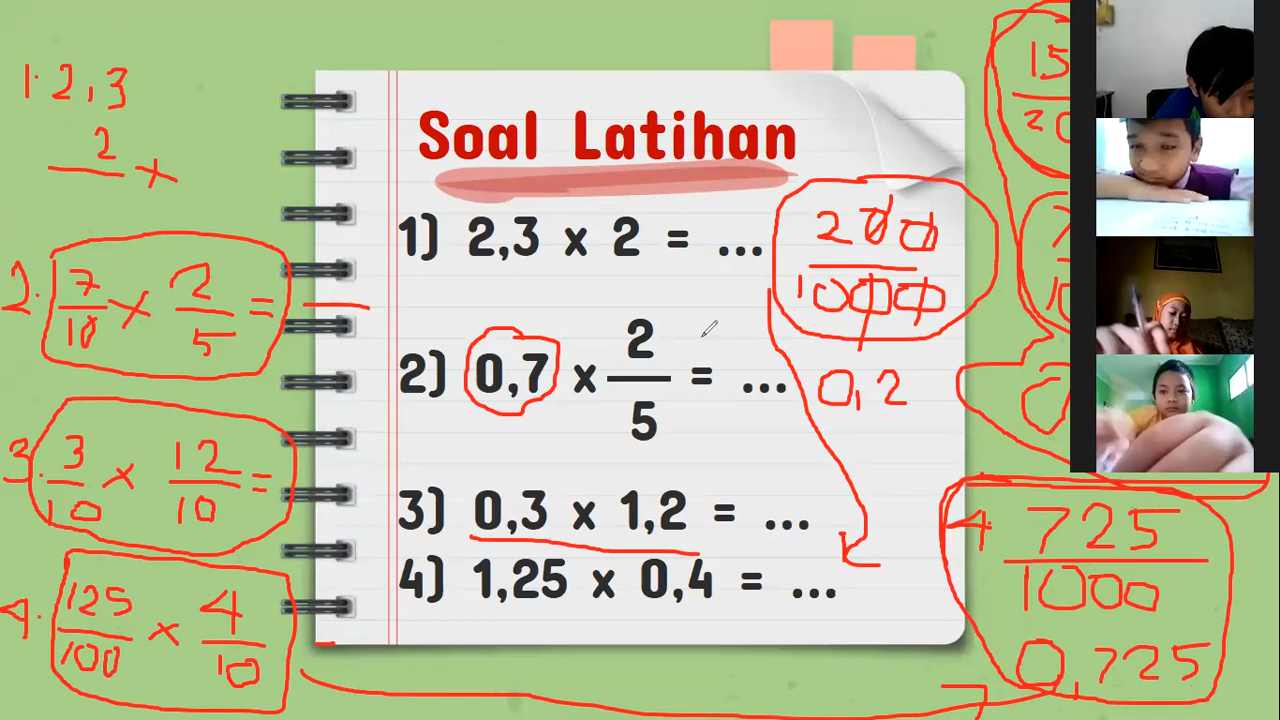 Soal Latihan
1) 2,3 x 2 = ...
2) 0,7 x 2/5 = ...
3) 0,3 x 1,2 = ...
4) 1,25 x 0,4 = ...
1. 2,3
2 x
2. 7/10 x 2/5 =
3. 3/10 x 12/10 =
4. 125/100 x 4/10
200/1000
0,2
15
20
4. 725/1000
0,725